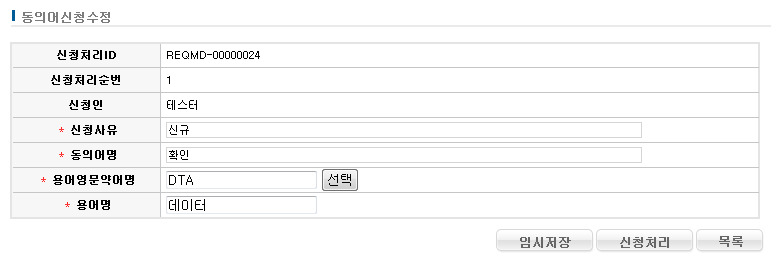 동의어신청수정
신청처리ID REQMD-00000024
신청처리순번 1
신청인 테스터
* 신청사유 신규
* 동의어명 확인
* 용어영문약어명 DTA 선택
* 용어명 데이터
임시저장 신청처리 목록